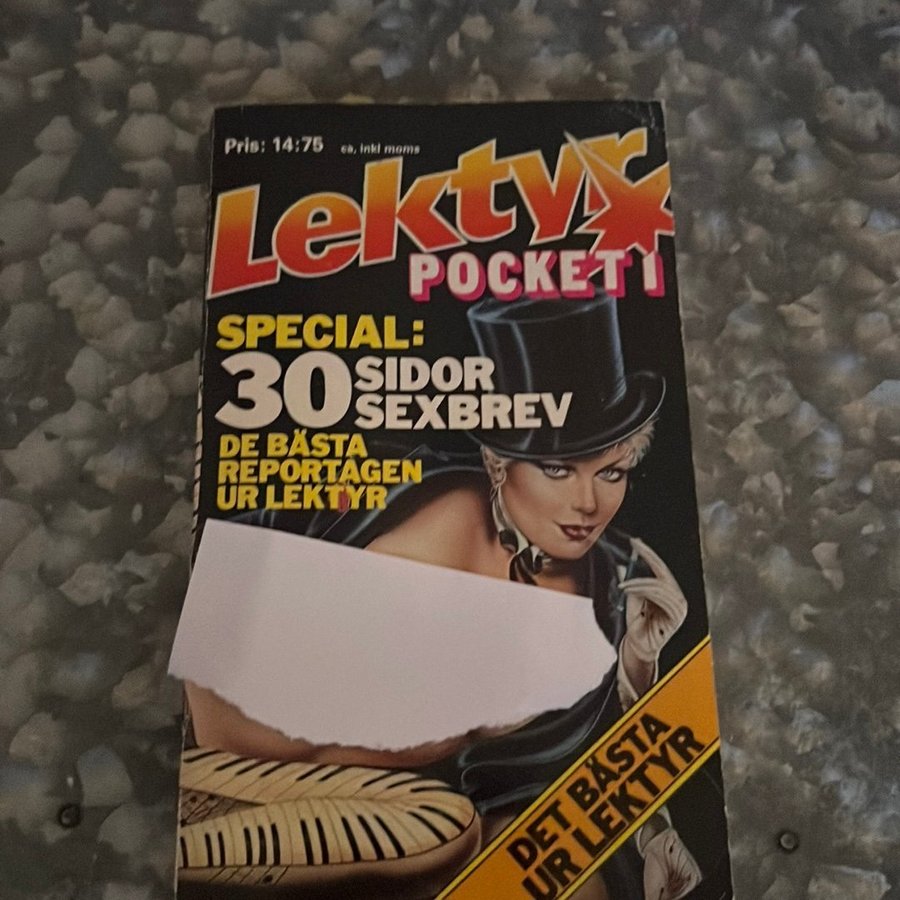 Pris: 14:75 ca, inkl moms
Lektyr
POCKET 1
SPECIAL:
30 SIDOR
SEXBREV
DE BÄSTA
REPORTAGEN
UR LEKTYR
DET BÄSTA
UR LEKTYR